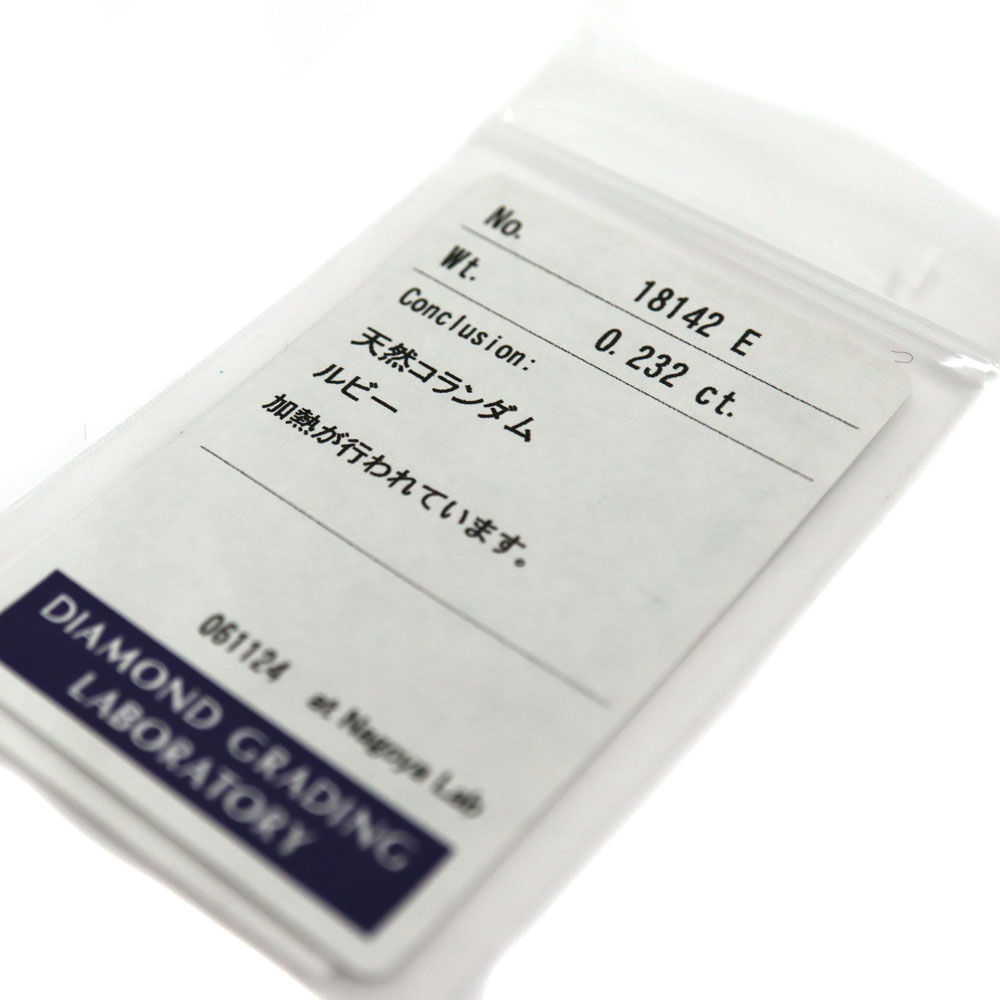 No. 18142 E
Wt. 0.232 ct.
Conclusion:
天然コランダム
ルビー
加熱が行われています。
061124 at Nagoya Lab
DIAMOND GRADING
LABORATORY